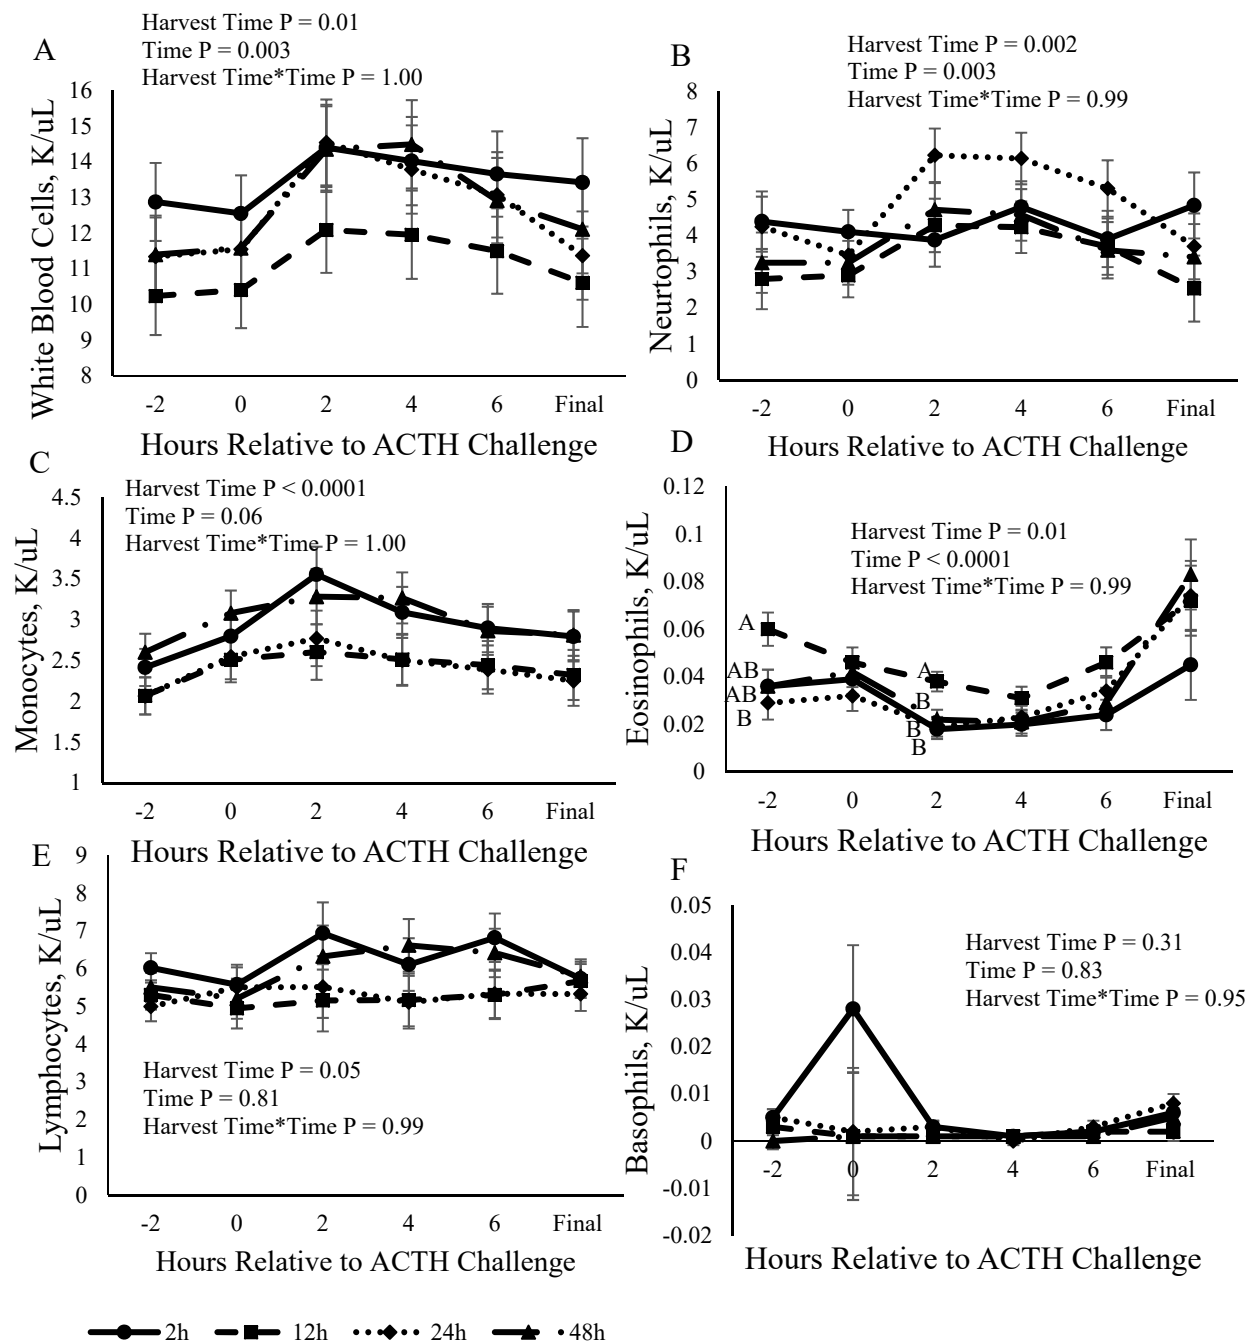 A
Harvest Time P = 0.01
Time P = 0.003
Harvest Time*Time P = 1.00
White Blood Cells, K/uL
16
15
14
13
12
11
10
9
8
-2 0 2 4 6 Final
Hours Relative to ACTH Challenge
B
Harvest Time P = 0.002
Time P = 0.003
Harvest Time*Time P = 0.99
Neurtophils, K/uL
8
7
6
5
4
3
2
1
0
-2 0 2 4 6 Final
Hours Relative to ACTH Challenge
C
Harvest Time P < 0.0001
Time P = 0.06
Harvest Time*Time P = 1.00
Monocytes, K/uL
4.5
4
3.5
3
2.5
2
1.5
1
-2 0 2 4 6 Final
Hours Relative to ACTH Challenge
D
Harvest Time P = 0.01
Time P < 0.0001
Harvest Time*Time P = 0.99
Eosinophils, K/uL
0.12
0.1
0.08
0.06
0.04
0.02
0
A
AB
AB
B
A
B
B
B
-2 0 2 4 6 Final
Hours Relative to ACTH Challenge
E
Lymphocytes, K/uL
9
8
7
6
5
4
3
2
1
0
Harvest Time P = 0.05
Time P = 0.81
Harvest Time*Time P = 0.99
-2 0 2 4 6 Final
Hours Relative to ACTH Challenge
F
Basophils, K/uL
0.05
0.04
0.03
0.02
0.01
0
-0.01
-0.02
Harvest Time P = 0.31
Time P = 0.83
Harvest Time*Time P = 0.95
-2 0 2 4 6 Final
Hours Relative to ACTH Challenge
2h 12h 24h 48h